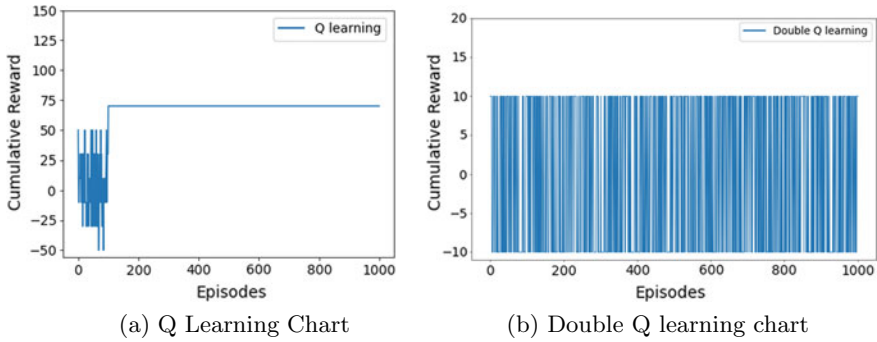 150
125
100
75
50
25
0
−25
−50
Cumulative Reward
Q learning
0 200 400 600 800 1000
Episodes
(a) Q Learning Chart
20
15
10
5
0
−5
−10
Cumulative Reward
Double Q learning
0 200 400 600 800 1000
Episodes
(b) Double Q learning chart